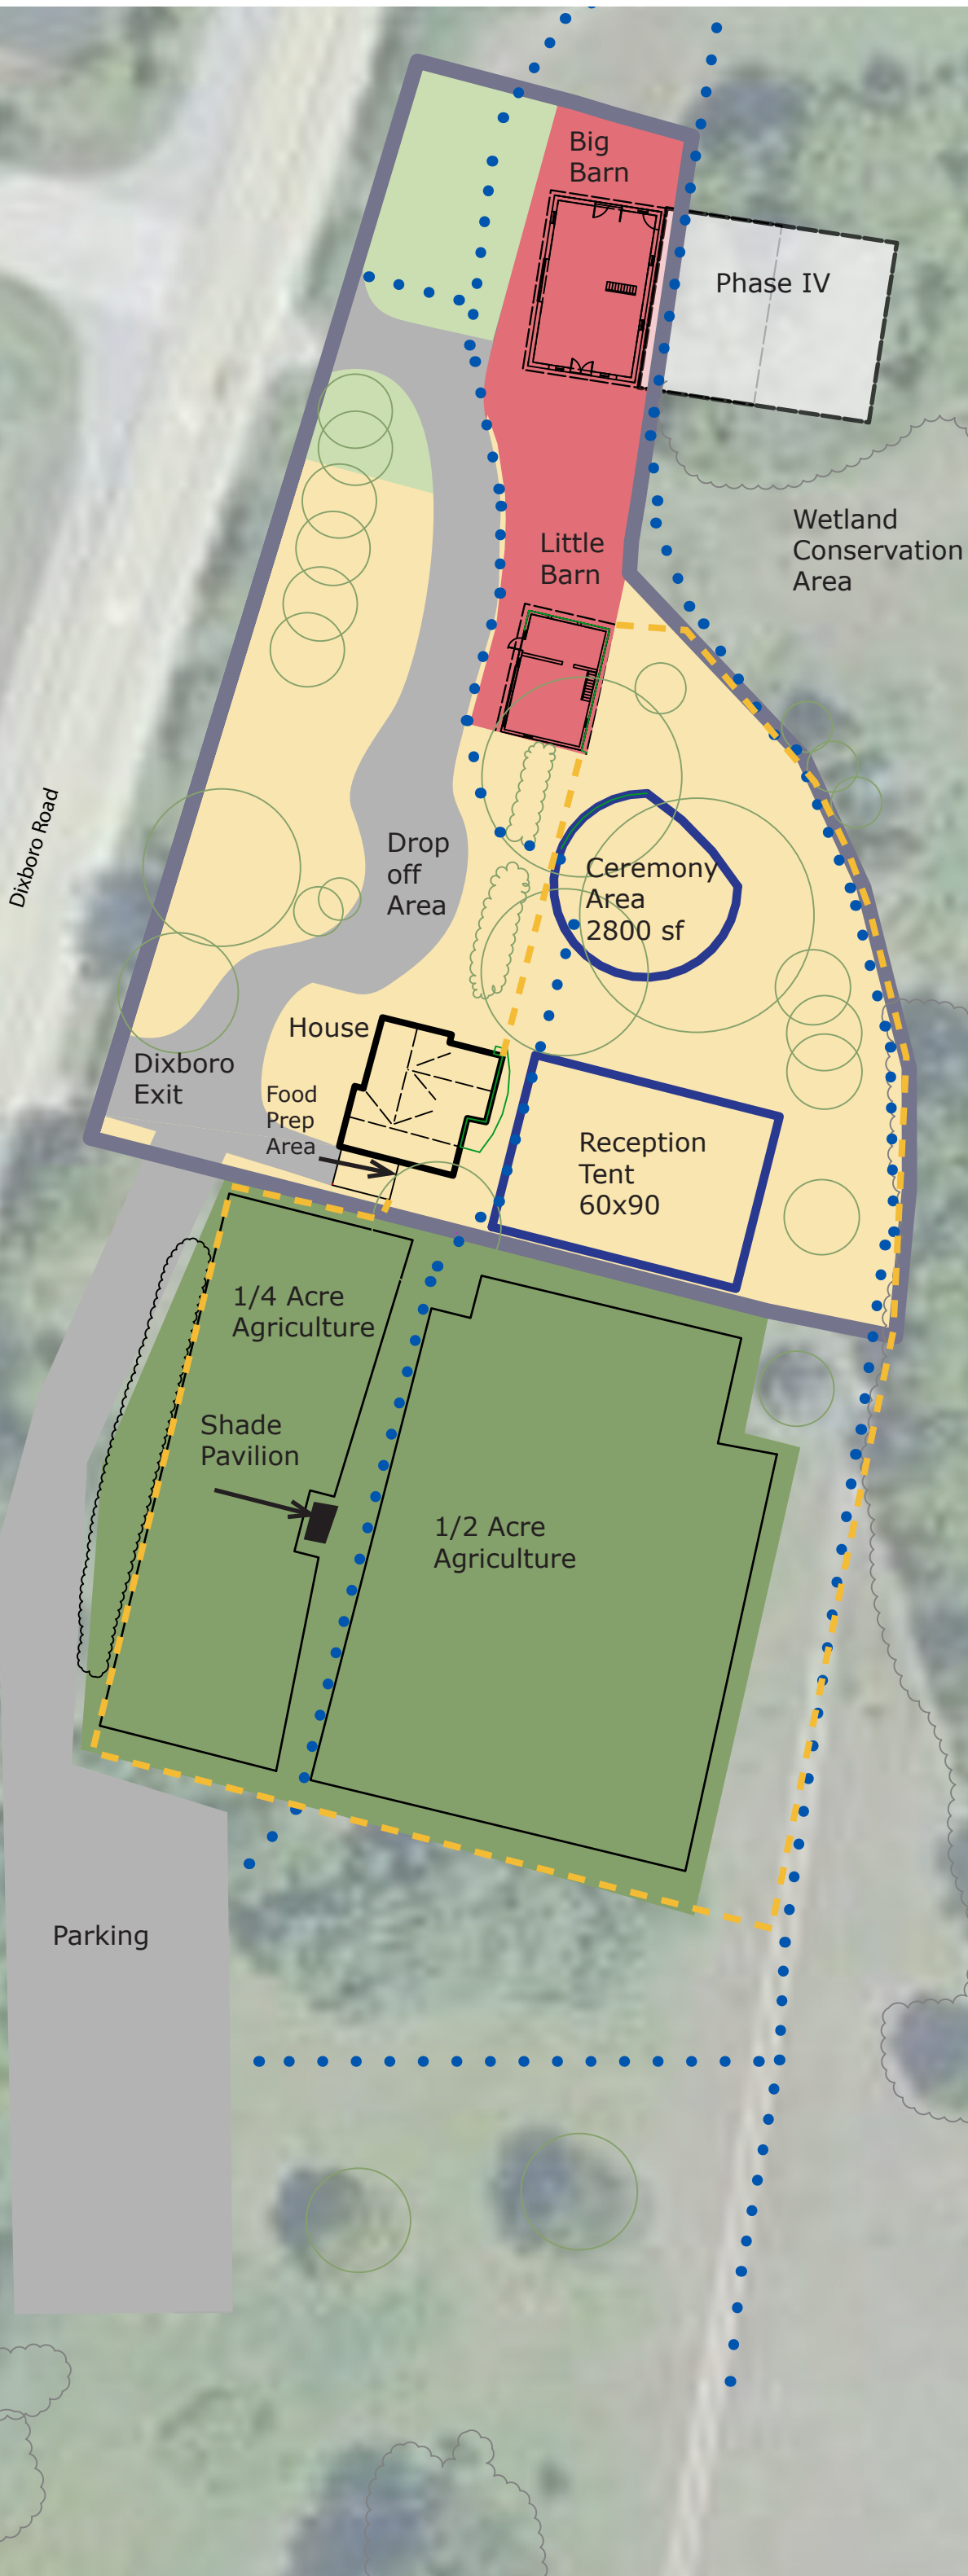 Big
Barn
Phase IV
Wetland
Conservation
Area
Little
Barn
Dixboro Road
Drop
off
Area
Ceremony
Area
2800 sf
House
Dixboro
Exit
Food
Prep
Area
Reception
Tent
60x90
1/4 Acre
Agriculture
Shade
Pavilion
1/2 Acre
Agriculture
Parking